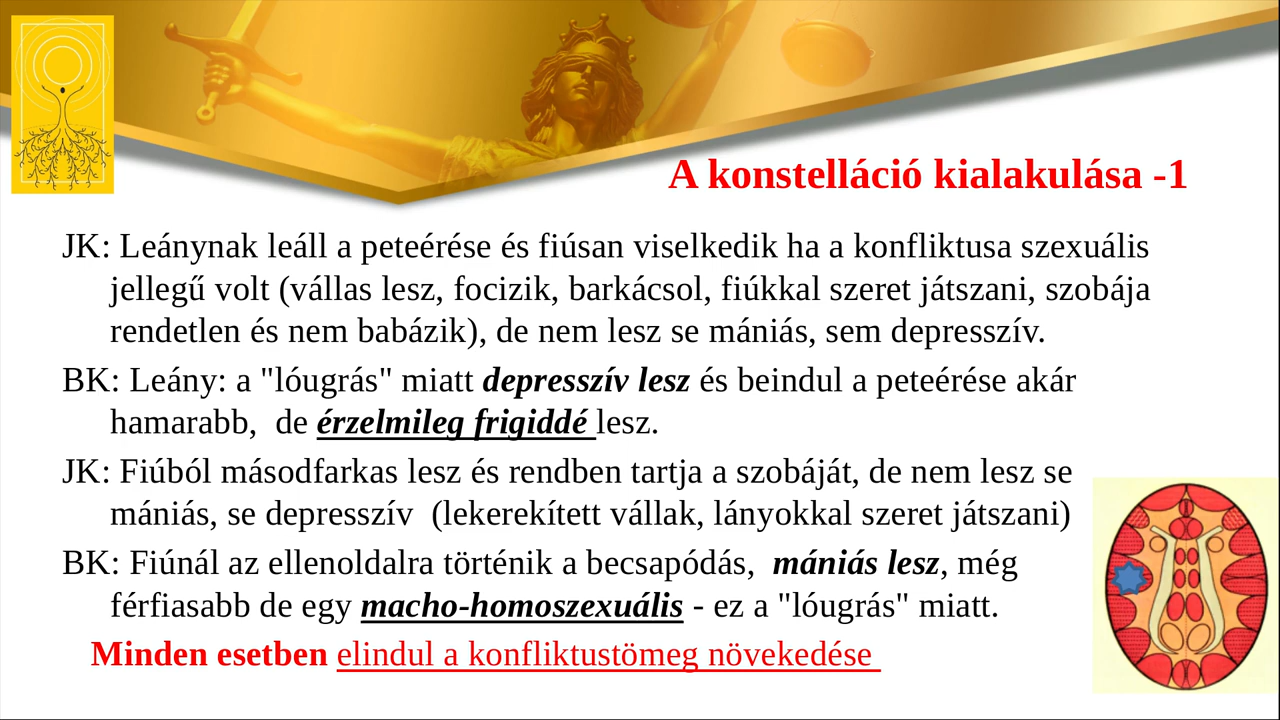 A konstelláció kialakulása -1
JK: Leánynak leáll a peteérése és fiúsan viselkedik ha a konfliktusa szexuális
jellegű volt (vállas lesz, focizik, barkácsol, fiúkkal szeret játszani, szobája
rendetlen és nem babázik), de nem lesz se mániás, sem depresszív.
BK: Leány: a "lóugrás" miatt depresszív lesz és beindul a peteérése akár
hamarabb,  de érzelmileg frigiddé lesz.
JK: Fiúból másodfarkas lesz és rendben tartja a szobáját, de nem lesz se
mániás, se depresszív  (lekerekített vállak, lányokkal szeret játszani)
BK: Fiúnál az ellenoldalra történik a becsapódás,  mániás lesz, még
férfiasabb de egy macho-homoszexuális - ez a "lóugrás" miatt.
Minden esetben elindul a konfliktustömeg növekedése